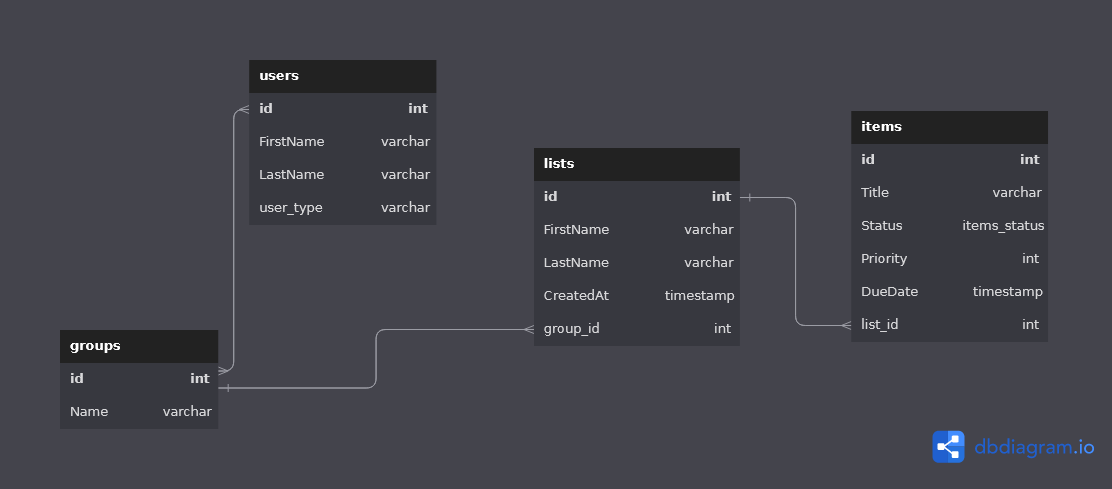 users
id int
FirstName varchar
LastName varchar
user_type varchar
lists
id int
FirstName varchar
LastName varchar
CreatedAt timestamp
group_id int
items
id int
Title varchar
Status items_status
Priority int
DueDate timestamp
list_id int
groups
id int
Name varchar
dbdiagram.io